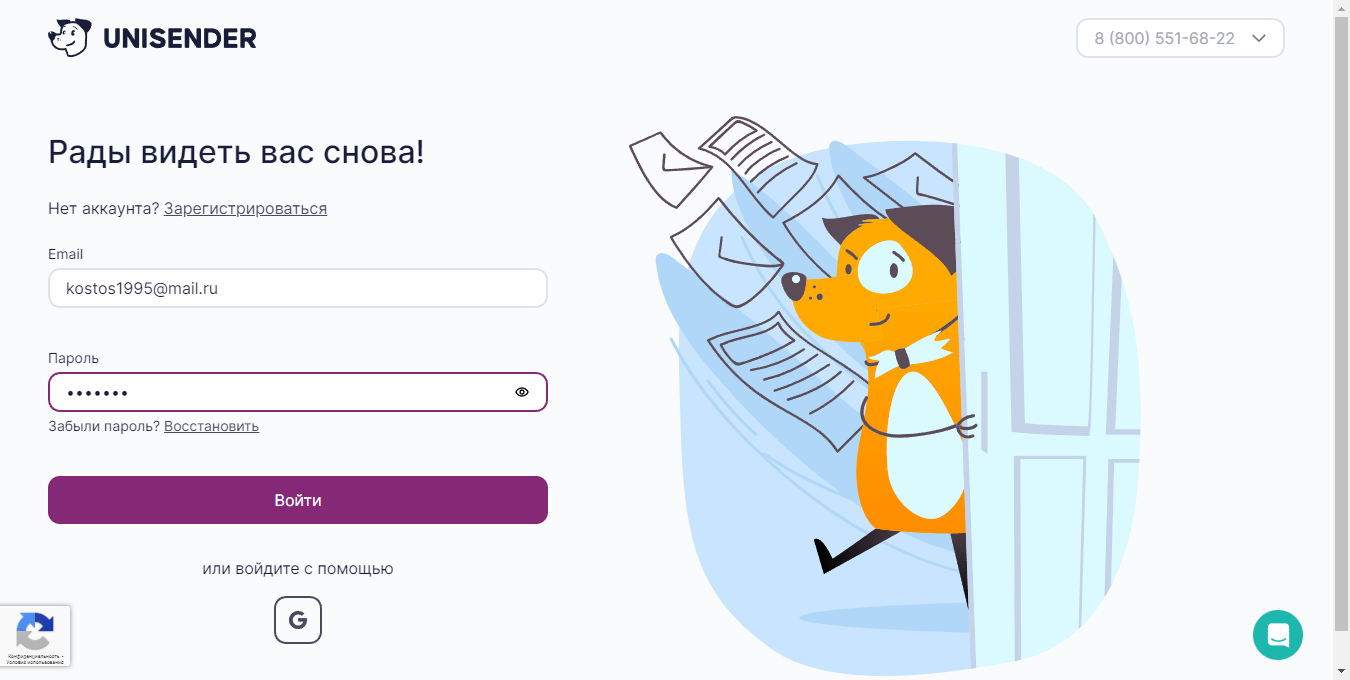 UNISENDER
8 (800) 551-68-22
Рады видеть вас снова!
Нет аккаунта? Зарегистрироваться
Email
kostos1995@mail.ru
Пароль
•••••••
Забыли пароль? Восстановить
Войти
или войдите с помощью
G
Конфиденциальность -
Условия использования